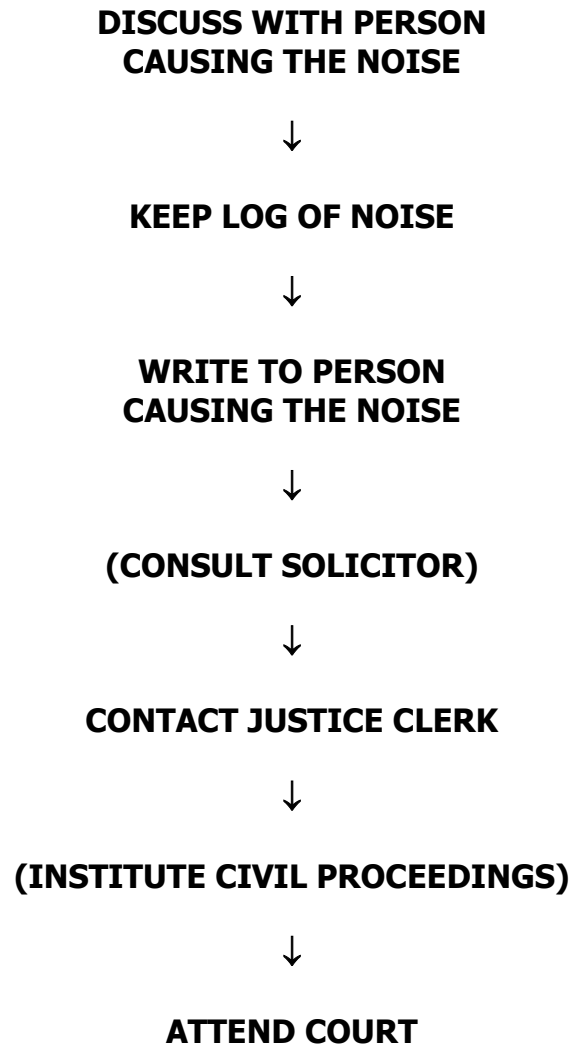 DISCUSS WITH PERSON
CAUSING THE NOISE
↓
KEEP LOG OF NOISE
↓
WRITE TO PERSON
CAUSING THE NOISE
↓
(CONSULT SOLICITOR)
↓
CONTACT JUSTICE CLERK
↓
(INSTITUTE CIVIL PROCEEDINGS)
↓
ATTEND COURT